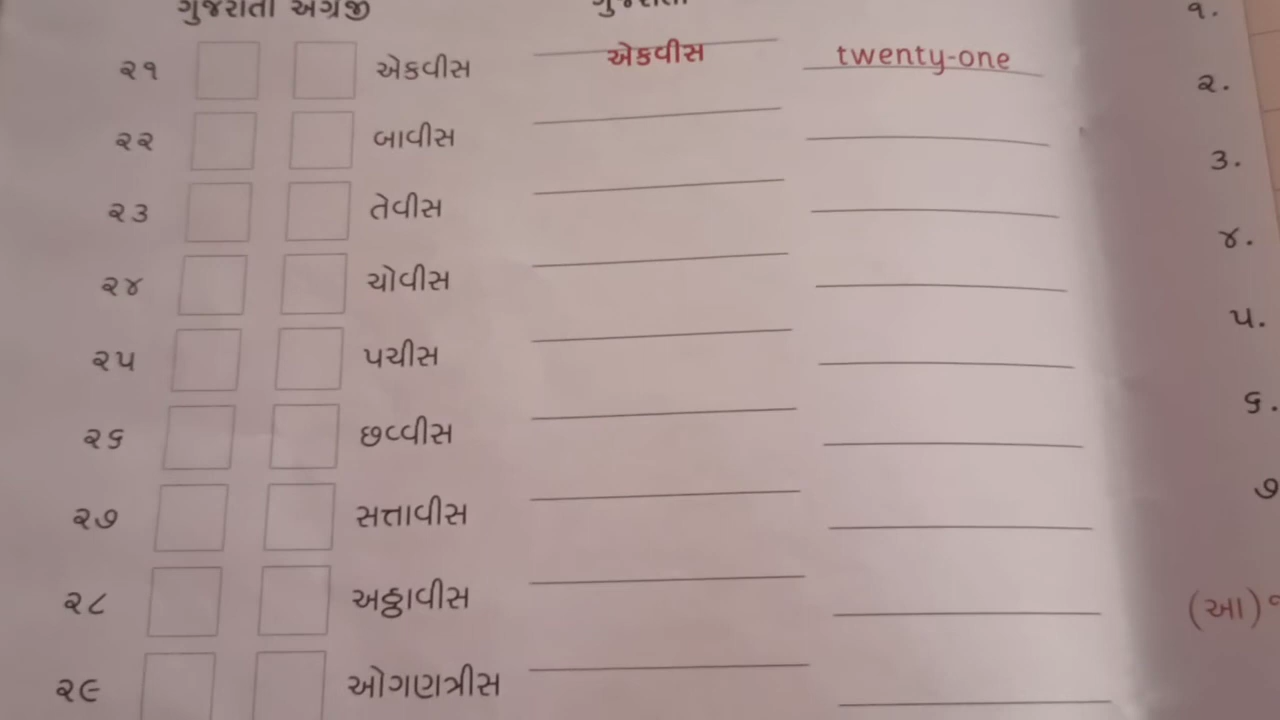 ગુજરાતી અંગ્રેજી ગુજરાતી
૨૧ એકવીસ એકવીસ twenty-one
૨૨ બાવીસ
૨૩ તેવીસ
૨૪ ચોવીસ
૨૫ પચીસ
૨૬ છવ્વીસ
૨૭ સત્તાવીસ
૨૮ અઠ્ઠાવીસ
૨૯ ઓગણત્રીસ
૧.
૨.
૩.
૪.
૫.
૬.
૭
(આ)